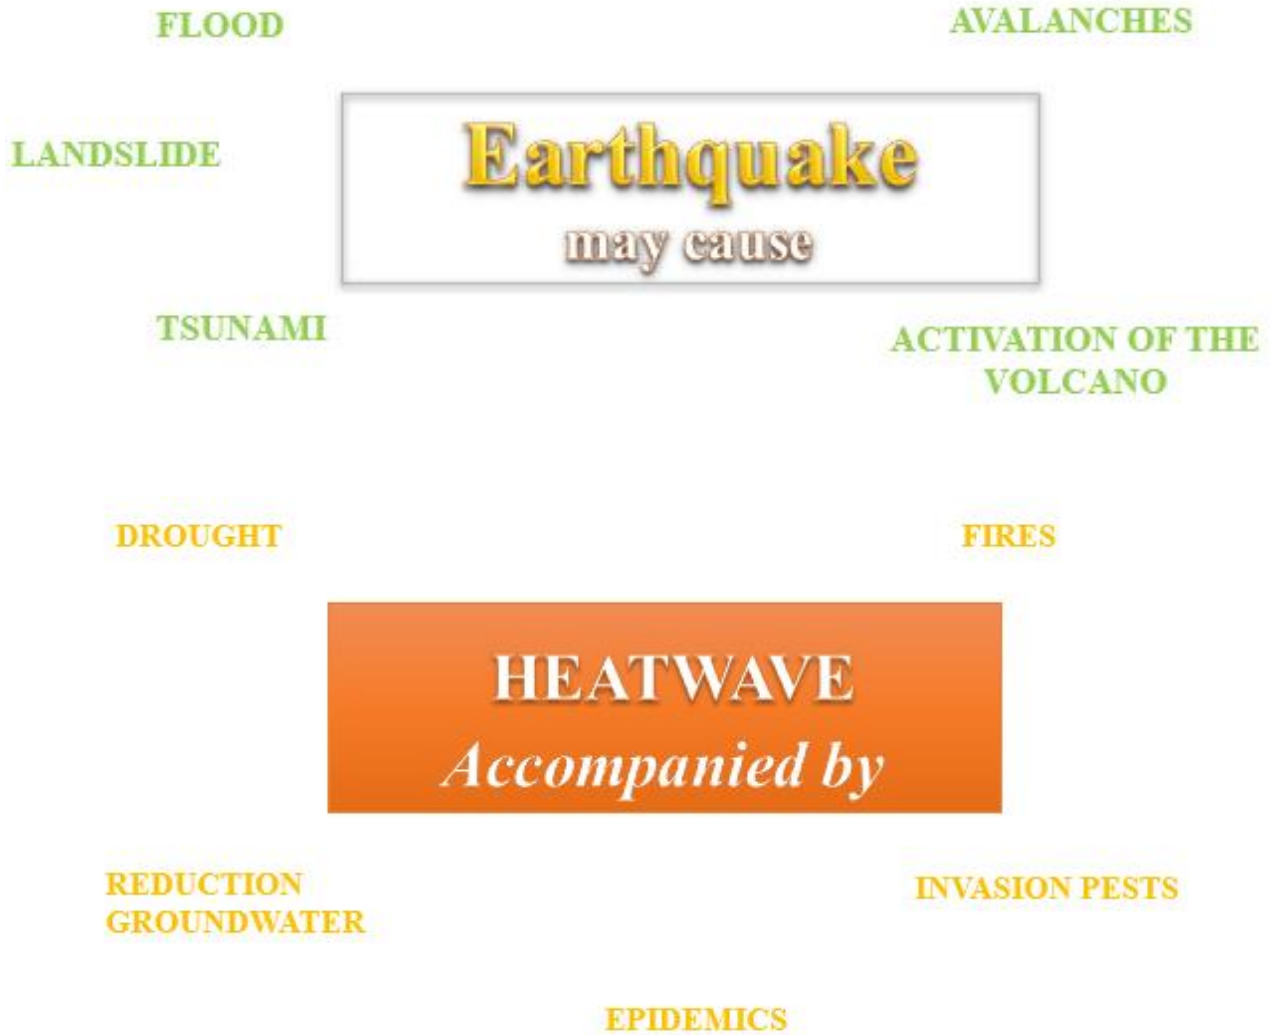 FLOOD
AVALANCHES
LANDSLIDE
Earthquake
may cause
TSUNAMI
ACTIVATION OF THE
VOLCANO
DROUGHT
FIRES
HEATWAVE
Accompanied by
REDUCTION
GROUNDWATER
INVASION PESTS
EPIDEMICS